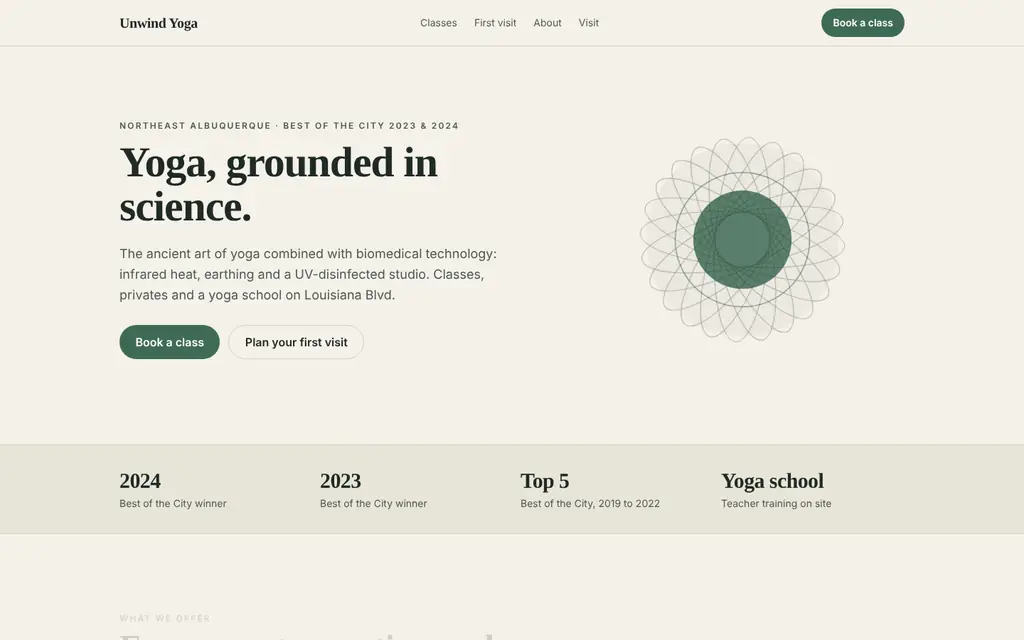 Unwind Yoga
Classes First visit About Visit
Book a class
NORTHEAST ALBUQUERQUE · BEST OF THE CITY 2023 & 2024
Yoga, grounded in
science.
The ancient art of yoga combined with biomedical technology:
infrared heat, earthing and a UV-disinfected studio. Classes,
privates and a yoga school on Louisiana Blvd.
Book a class
Plan your first visit
2024
Best of the City winner
2023
Best of the City winner
Top 5
Best of the City, 2019 to 2022
Yoga school
Teacher training on site
WHAT WE OFFER